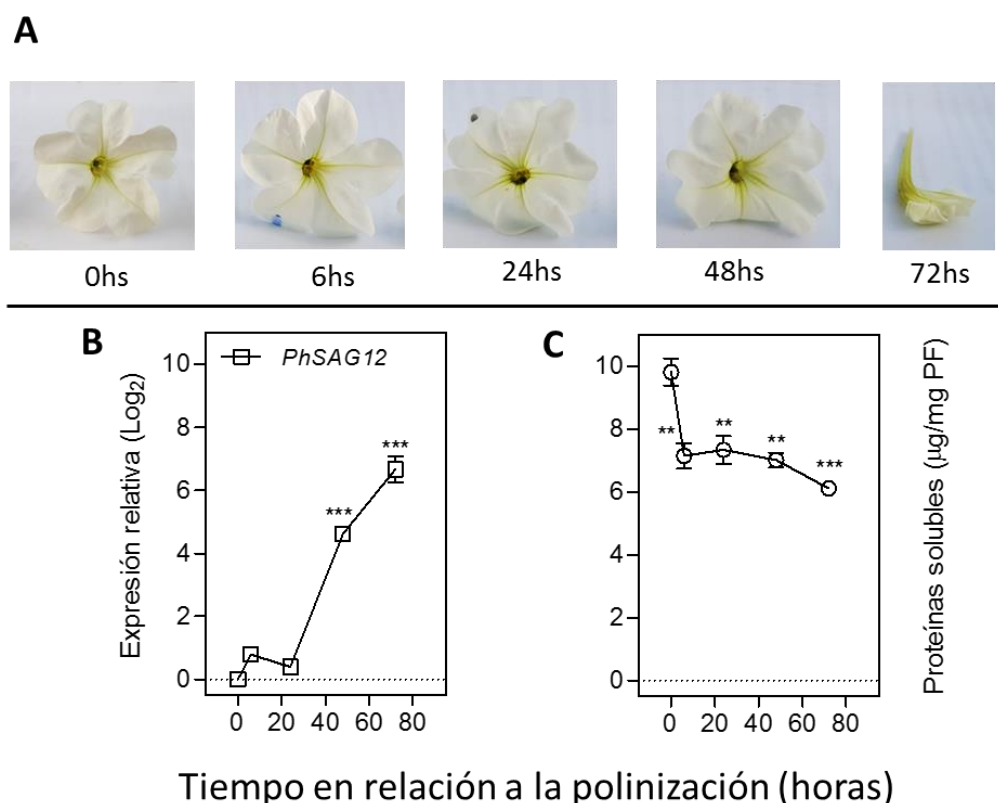 A
0hs
6hs
24hs
48hs
72hs
B
Expresión relativa (Log₂)
10
8
6
4
2
0
PhSAG12
***
***
0 20 40 60 80
C
10
8
6
4
2
0
**
**
**
***
0 20 40 60 80
Proteínas solubles (µg/mg PF)
Tiempo en relación a la polinización (horas)